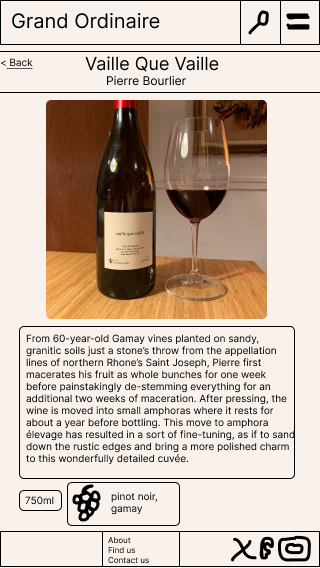 Grand Ordinaire
< Back
Vaille Que Vaille
Pierre Bourlier
vaille que vaille
From 60-year-old Gamay vines planted on sandy,
granitic soils just a stone's throw from the appellation
lines of northern Rhone's Saint Joseph, Pierre first
macerates his fruit as whole bunches for one week
before painstakingly de-stemming everything for an
additional two weeks of maceration. After pressing, the
wine is moved into small amphoras where it rests for
about a year before bottling. This move to amphora
élevage has resulted in a sort of fine-tuning, as if to sand
down the rustic edges and bring a more polished charm
to this wonderfully detailed cuvée.
750ml
pinot noir,
gamay
About
Find us
Contact us